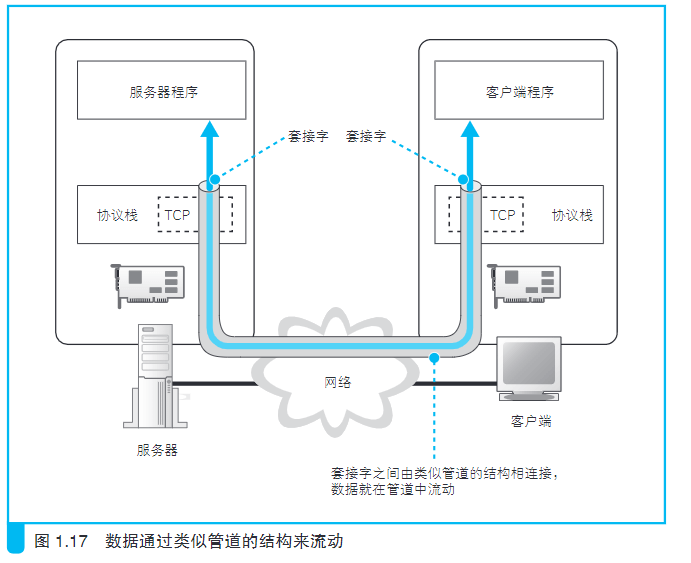 服务器程序
客户端程序
套接字
套接字
协议栈
TCP
TCP
协议栈
网络
服务器
客户端
套接字之间由类似管道的结构相连接，
数据就在管道中流动
图 1.17 数据通过类似管道的结构来流动